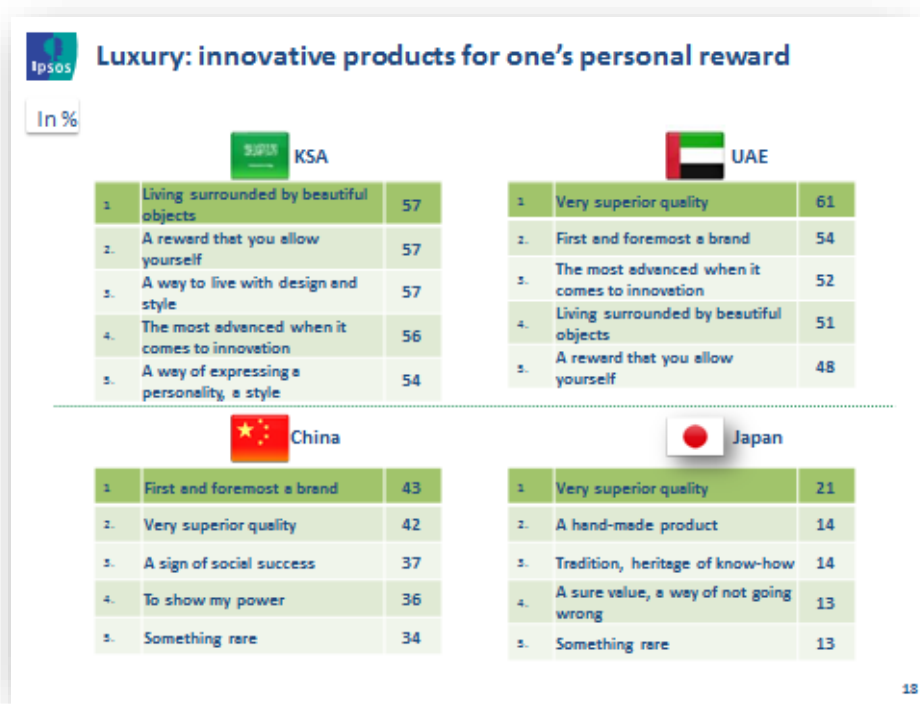 Ipsos
Luxury: innovative products for one's personal reward
In %
KSA
1 Living surrounded by beautiful
objects 57
2. A reward that you allow
yourself 57
3. A way to live with design and
style 57
4. The most advanced when it
comes to innovation 56
5. A way of expressing a
personality, a style 54
UAE
1 Very superior quality 61
2. First and foremost a brand 54
3. The most advanced when it
comes to innovation 52
4. Living surrounded by beautiful
objects 51
5. A reward that you allow
yourself 48
China
1 First and foremost a brand 43
2. Very superior quality 42
3. A sign of social success 37
4. To show my power 36
5. Something rare 34
Japan
1 Very superior quality 21
2. A hand-made product 14
3. Tradition, heritage of know-how 14
4. A sure value, a way of not going
wrong 13
5. Something rare 13
18